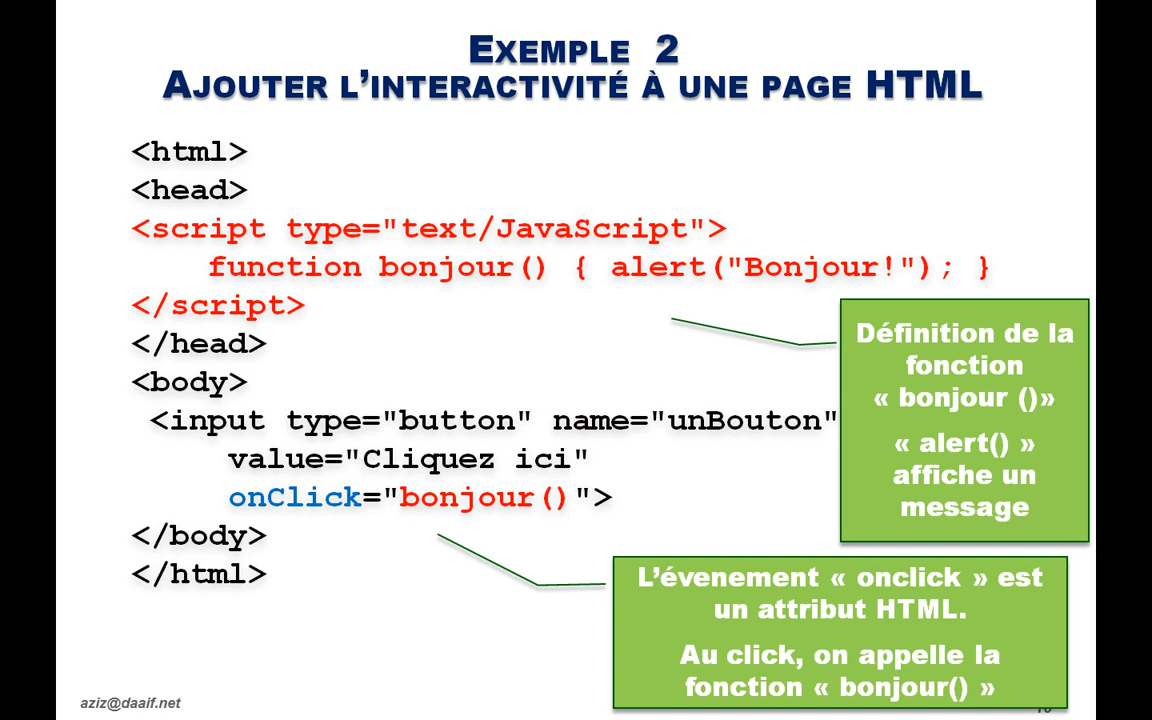 EXEMPLE 2
AJOUTER L'INTERACTIVITÉ À UNE PAGE HTML
<html>
<head>
<script type="text/JavaScript">
function bonjour() { alert("Bonjour!"); }
</script>
</head>
<body>
<input type="button" name="unBouton"
value="Cliquez ici"
onClick="bonjour()">
</body>
</html>
Définition de la
fonction
« bonjour ()»
« alert() »
affiche un
message
L'évenement « onclick » est
un attribut HTML.
Au click, on appelle la
fonction « bonjour() »
aziz@daaif.net